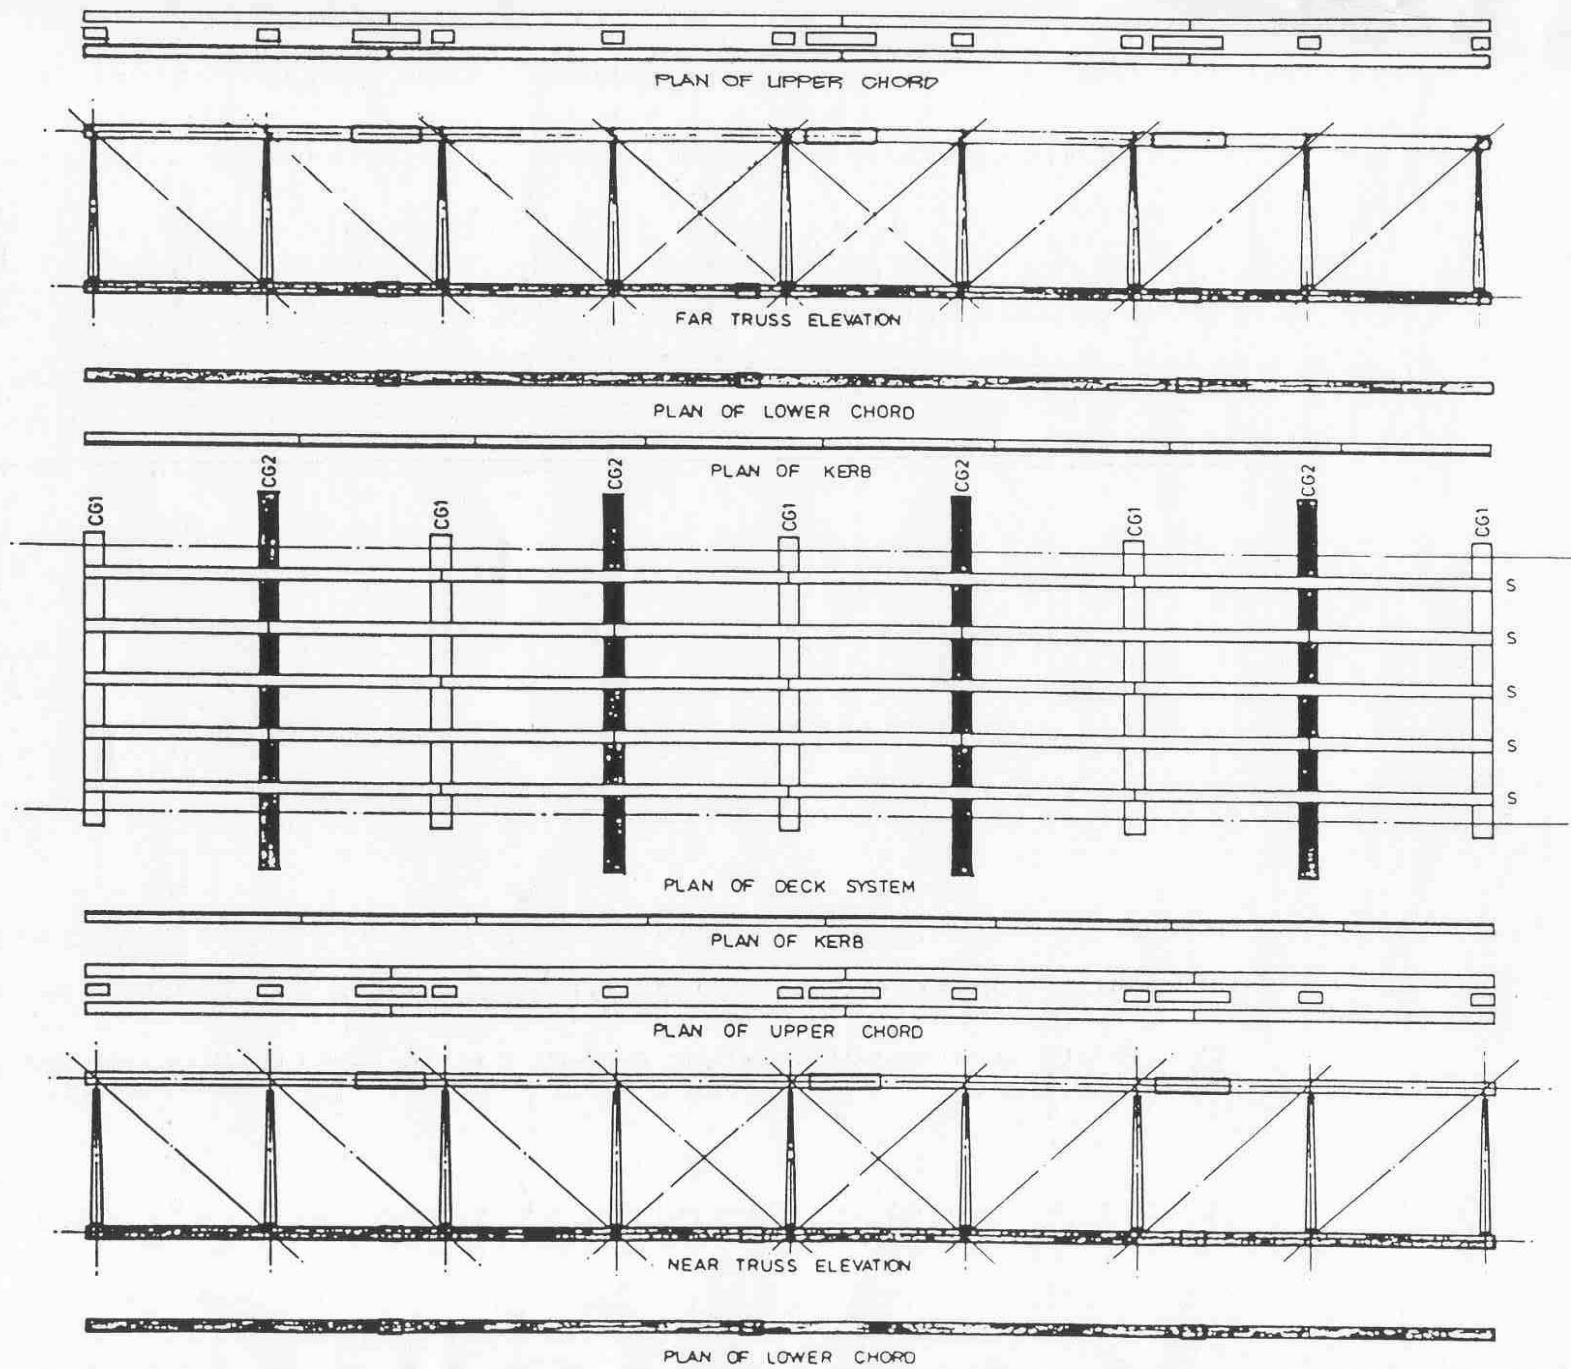 PLAN OF UPPER CHORD
FAR TRUSS ELEVATION
PLAN OF LOWER CHORD
PLAN OF KERB
CG1 CG2 CG1 CG2 CG1 CG2 CG1 CG2 CG1
S
S
S
S
S
PLAN OF DECK SYSTEM
PLAN OF KERB
PLAN OF UPPER CHORD
NEAR TRUSS ELEVATION
PLAN OF LOWER CHORD